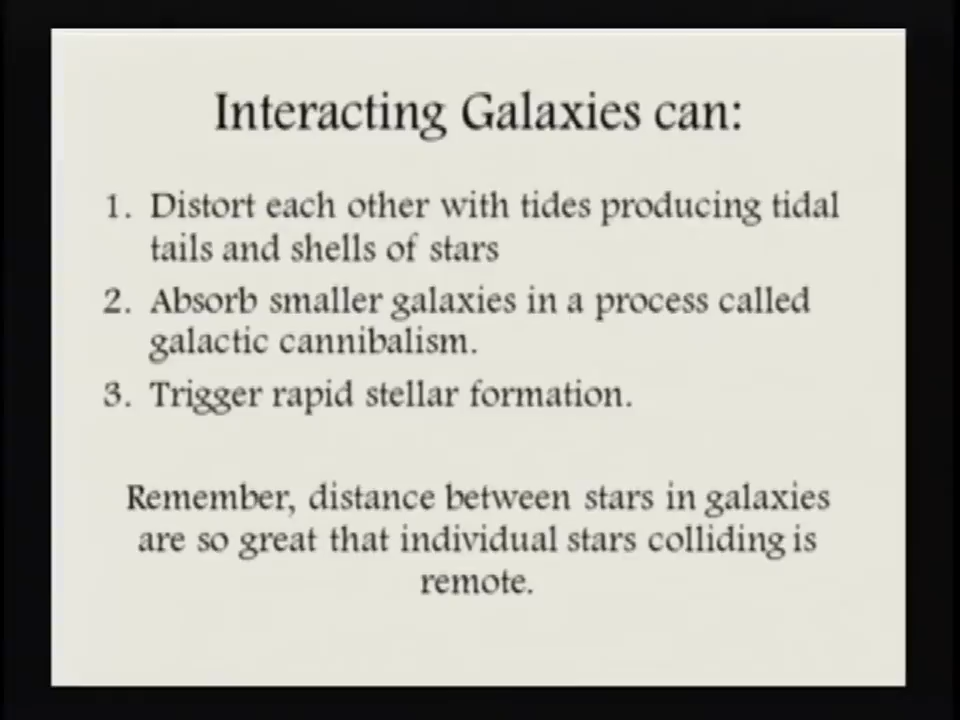 Interacting Galaxies can:
1. Distort each other with tides producing tidal
tails and shells of stars
2. Absorb smaller galaxies in a process called
galactic cannibalism.
3. Trigger rapid stellar formation.
Remember, distance between stars in galaxies
are so great that individual stars colliding is
remote.